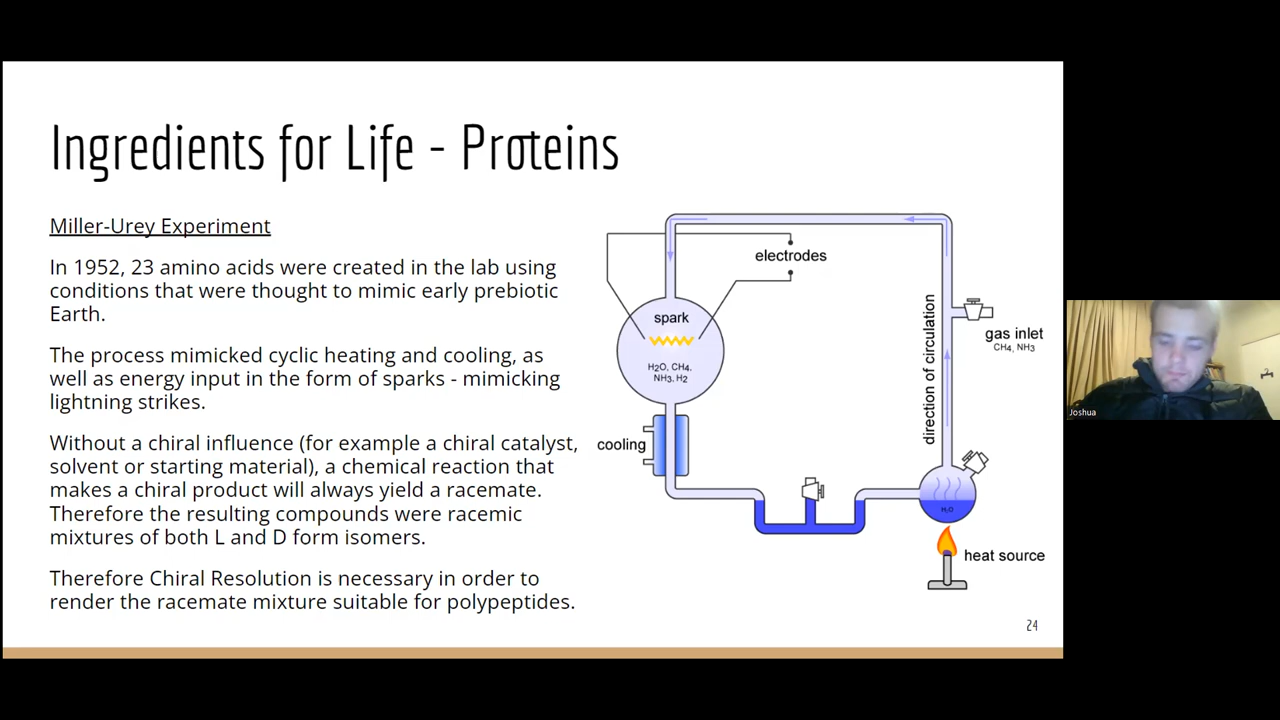 Ingredients for Life - Proteins
Miller-Urey Experiment
In 1952, 23 amino acids were created in the lab using
conditions that were thought to mimic early prebiotic
Earth.
The process mimicked cyclic heating and cooling, as
well as energy input in the form of sparks - mimicking
lightning strikes.
Without a chiral influence (for example a chiral catalyst,
solvent or starting material), a chemical reaction that
makes a chiral product will always yield a racemate.
Therefore the resulting compounds were racemic
mixtures of both L and D form isomers.
Therefore Chiral Resolution is necessary in order to
render the racemate mixture suitable for polypeptides.
electrodes
spark
H2O, CH4,
NH3, H2
cooling
direction of circulation
gas inlet
CH4, NH3
H2O
heat source
24
Joshua